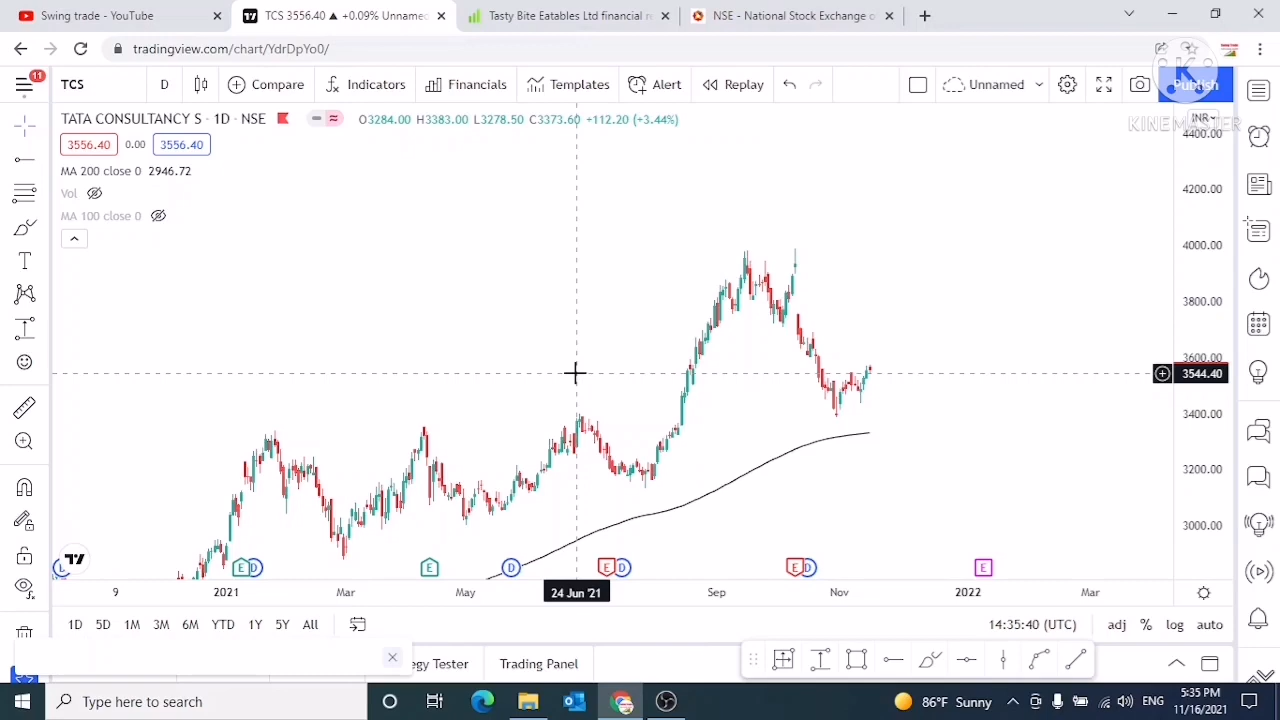 Swing trade - YouTube
TCS 3556.40 ▲ +0.09% Unname
Tasty Bite Eatables Ltd financial r
NSE - National Stock Exchange o
tradingview.com/chart/YdrDpYo0/
11
TCS D Compare Indicators Financials Templates Alert Replay Unnamed Publish
TATA CONSULTANCY S · 1D · NSE O3284.00 H3383.00 L3278.50 C3373.60 +112.20 (+3.44%)
KINEMASTER
INR
3556.40 0.00 3556.40
MA 200 close 0 2946.72
Vol
MA 100 close 0
4400.00
4200.00
4000.00
3800.00
3600.00
3544.40
3400.00
3200.00
3000.00
E D E D E D E D E
9 2021 Mar May 24 Jun '21 Sep Nov 2022 Mar
1D 5D 1M 3M 6M YTD 1Y 5Y All 14:35:40 (UTC) adj % log auto
egy Tester Trading Panel
Type here to search
86°F Sunny
ENG
5:35 PM
11/16/2021